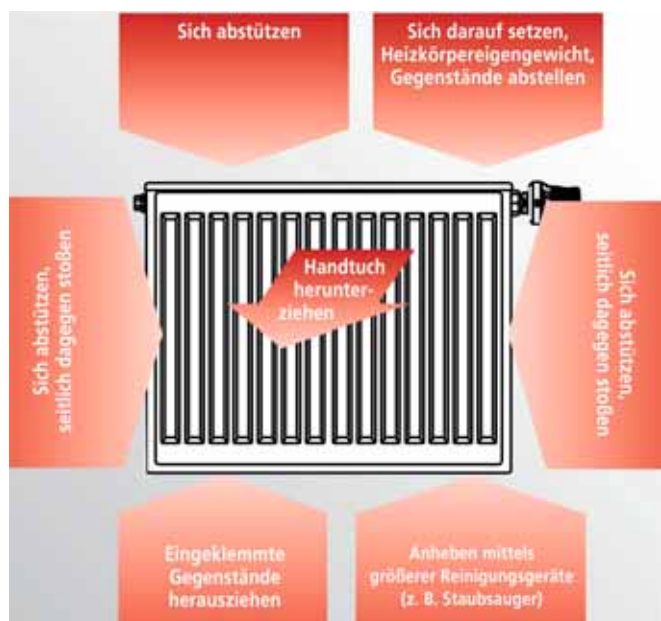 Sich abstützen
Sich darauf setzen,
Heizkörpereigengewicht,
Gegenstände abstellen
Sich abstützen,
seitlich dagegen stoßen
Handtuch
herunter-
ziehen
Sich abstützen,
seitlich dagegen stoßen
Eingeklemmte
Gegenstände
herausziehen
Anheben mittels
größerer Reinigungsgeräte
(z. B. Staubsauger)